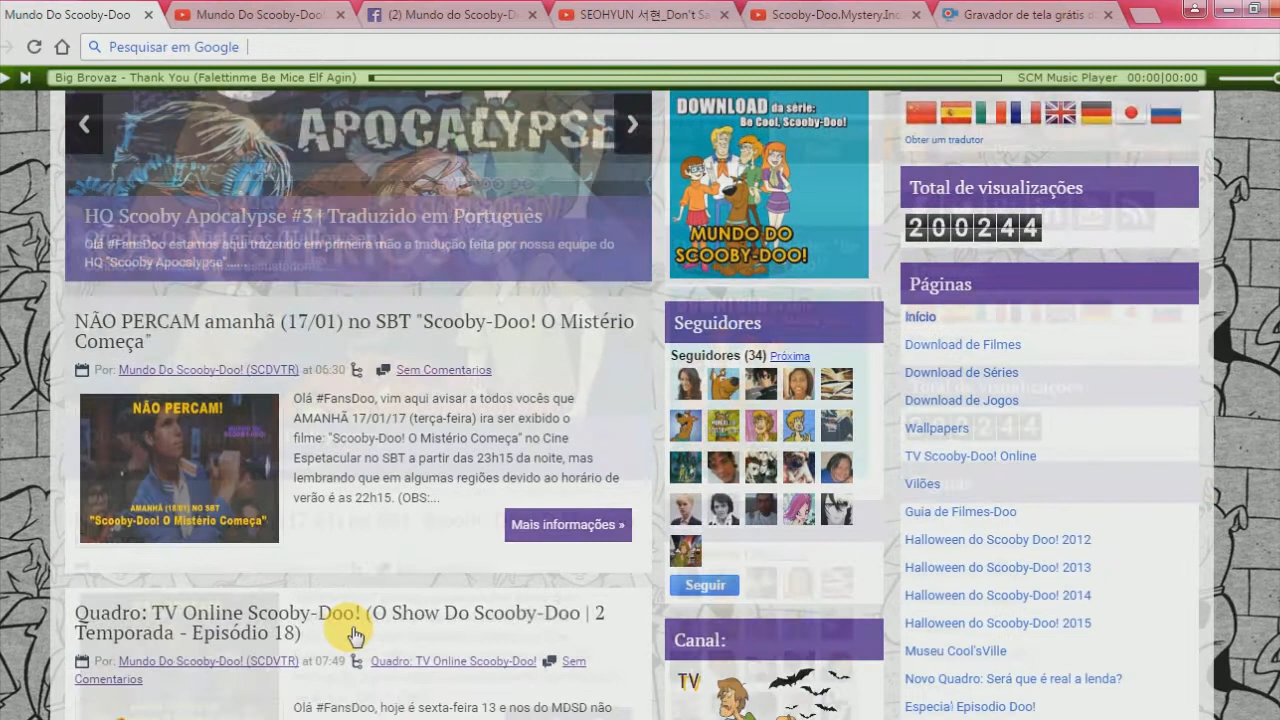 Mundo Do Scooby-Doo
Mundo Do Scooby-Doo!
(2) Mundo do Scooby-D
SEOHYUN 서현_Don't Sa
Scooby-Doo.Mystery.Inc
Gravador de tela grátis d
Pesquisar em Google
Big Brovaz - Thank You (Falettinme Be Mice Elf Agin)
SCM Music Player 00:00|00:00
APOCALYPSE
HQ Scooby Apocalypse #3 | Traduzido em Português
Olá #FansDoo estamos aqui trazendo em primeira mão a tradução feita por nossa equipe do
HQ "Scooby Apocalypse"......
NÃO PERCAM amanhã (17/01) no SBT "Scooby-Doo! O Mistério
Começa"
Por: Mundo Do Scooby-Doo! (SCDVTR) at 06:30 Sem Comentarios
NÃO PERCAM!
AMANHÃ (18/01) NO SBT
"Scooby-Doo! O Mistério Começa"
Olá #FansDoo, vim aqui avisar a todos vocês que
AMANHÃ 17/01/17 (terça-feira) ira ser exibido o
filme: "Scooby-Doo! O Mistério Começa" no Cine
Espetacular no SBT a partir das 23h15 da noite, mas
lembrando que em algumas regiões devido ao horário de
verão é as 22h15. (OBS:...
Mais informações »
Quadro: TV Online Scooby-Doo! (O Show Do Scooby-Doo | 2
Temporada - Episódio 18)
Por: Mundo Do Scooby-Doo! (SCDVTR) at 07:49 Quadro: TV Online Scooby-Doo! Sem
Comentarios
Olá #FansDoo, hoje é sexta-feira 13 e nos do MDSD não
DOWNLOAD da série:
Be Cool, Scooby-Doo!
MUNDO DO
SCOOBY-DOO!
Seguidores
Seguidores (34) Próxima
Seguir
Canal:
TV
Obter um tradutor
Total de visualizações
200244
Páginas
Início
Download de Filmes
Download de Séries
Download de Jogos
Wallpapers
TV Scooby-Doo! Online
Vilões
Guia de Filmes-Doo
Halloween do Scooby Doo! 2012
Halloween do Scooby Doo! 2013
Halloween do Scooby Doo! 2014
Halloween do Scooby Doo! 2015
Museu Cool'sVille
Novo Quadro: Será que é real a lenda?
Especial Episodio Doo!